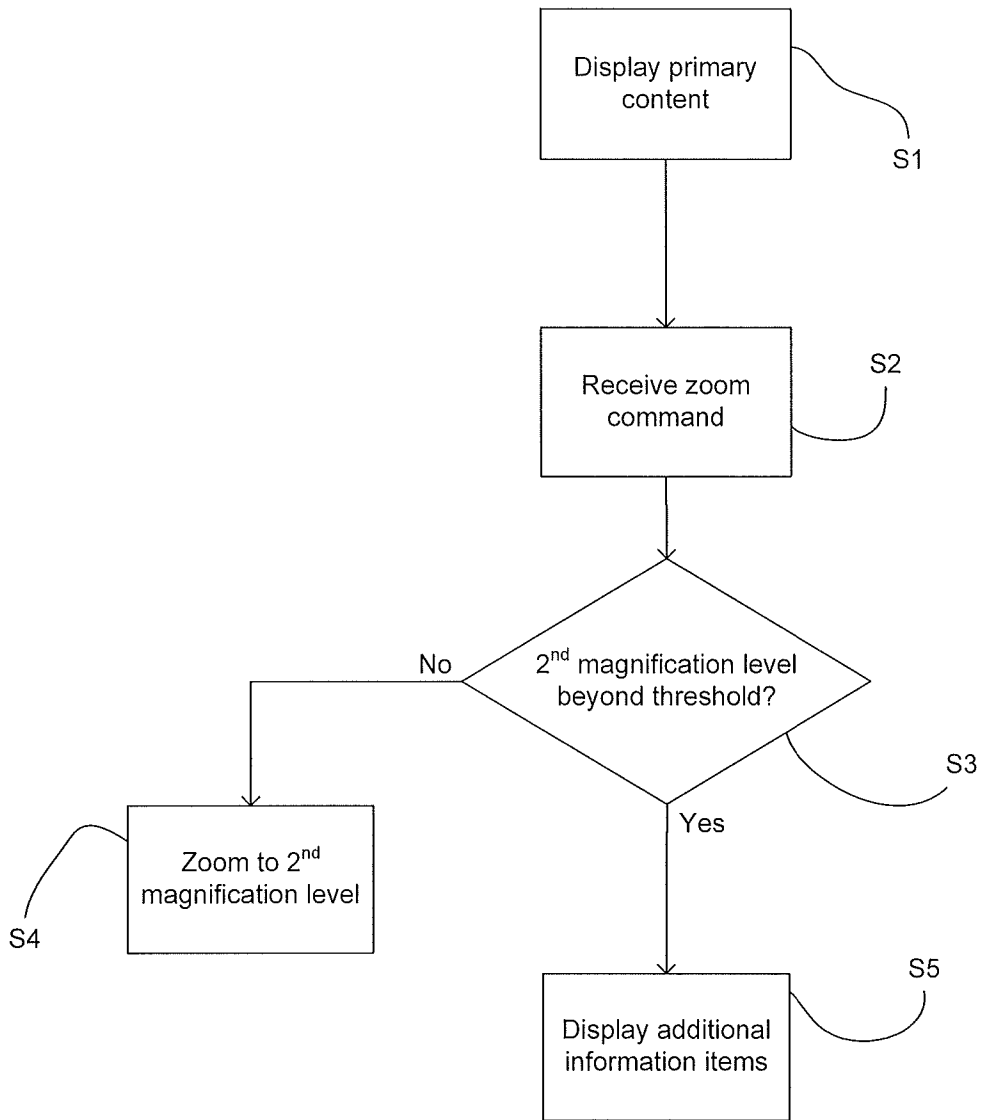 Display primary
content
S1
Receive zoom
command
S2
2nd magnification level
beyond threshold?
No
S3
Yes
Zoom to 2nd
magnification level
S4
S5
Display additional
information items